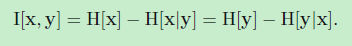 I[x, y] = H[x] − H[x|y] = H[y] − H[y|x].